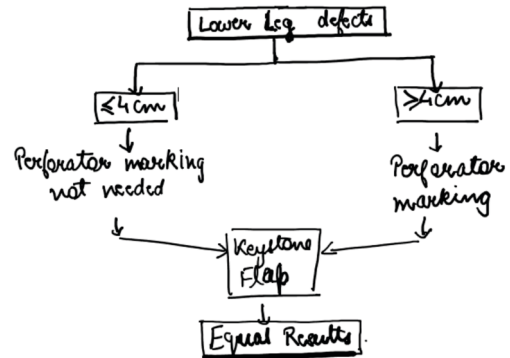 Lower Leg defects
≤4cm
≥4cm
Perforator marking
not needed
Perforator
marking
Keystone
Flap
Equal Results.